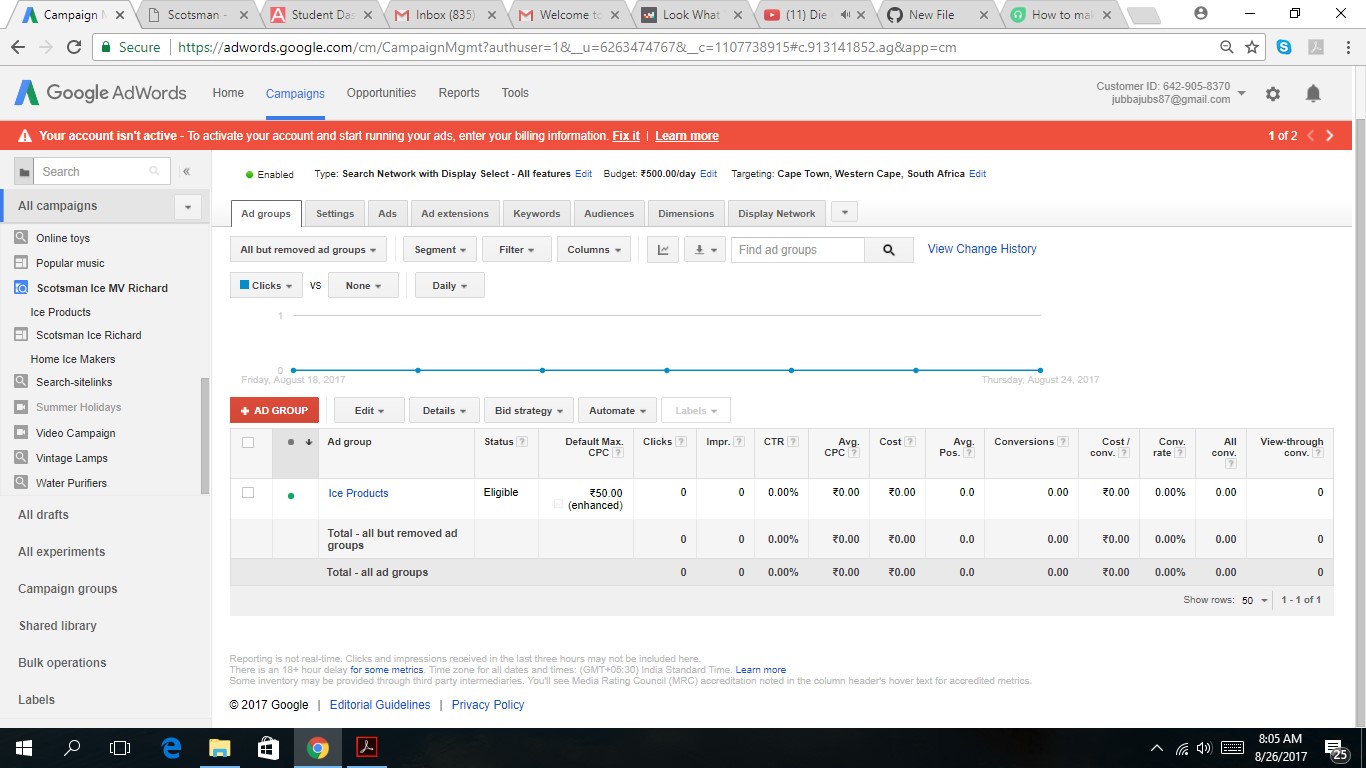 Campaign M
Scotsman -
Student Das
Inbox (835)
Welcome to
Look What
(11) Die
New File
How to mak
Secure | https://adwords.google.com/cm/CampaignMgmt?authuser=1&__u=6263474767&__c=1107738915#c.913141852.ag&app=cm
Google AdWords
Home
Campaigns
Opportunities
Reports
Tools
Customer ID: 642-905-8370
jubbajubs87@gmail.com
Your account isn't active - To activate your account and start running your ads, enter your billing information. Fix it | Learn more
1 of 2
Search
«
Enabled Type: Search Network with Display Select - All features Edit Budget: ₹500.00/day Edit Targeting: Cape Town, Western Cape, South Africa Edit
All campaigns
Online toys
Popular music
Scotsman Ice MV Richard
Ice Products
Scotsman Ice Richard
Home Ice Makers
Search-sitelinks
Summer Holidays
Video Campaign
Vintage Lamps
Water Purifiers
All drafts
All experiments
Campaign groups
Shared library
Bulk operations
Labels
Ad groups Settings Ads Ad extensions Keywords Audiences Dimensions Display Network
All but removed ad groups Segment Filter Columns Find ad groups View Change History
Clicks VS None Daily
1
0
Friday, August 18, 2017 Thursday, August 24, 2017
+ AD GROUP Edit Details Bid strategy Automate Labels
Ad group Status ? Default Max. CPC ? Clicks ? Impr. ? CTR ? Avg. CPC ? Cost ? Avg. Pos. ? Conversions ? Cost / conv. ? Conv. rate ? All conv. ? View-through conv. ?
Ice Products Eligible ₹50.00 (enhanced) 0 0 0.00% ₹0.00 ₹0.00 0.0 0.00 ₹0.00 0.00% 0.00 0
Total - all but removed ad groups 0 0 0.00% ₹0.00 ₹0.00 0.0 0.00 ₹0.00 0.00% 0.00 0
Total - all ad groups 0 0 0.00% ₹0.00 ₹0.00 0.0 0.00 ₹0.00 0.00% 0.00 0
Show rows: 50 1 - 1 of 1
Reporting is not real-time. Clicks and impressions received in the last three hours may not be included here.
There is an 18+ hour delay for some metrics. Time zone for all dates and times: (GMT+05:30) India Standard Time. Learn more
Some inventory may be provided through third party intermediaries. You'll see Media Rating Council (MRC) accreditation noted in the column header's hover text for accredited metrics.
© 2017 Google | Editorial Guidelines | Privacy Policy
8:05 AM
8/26/2017
25